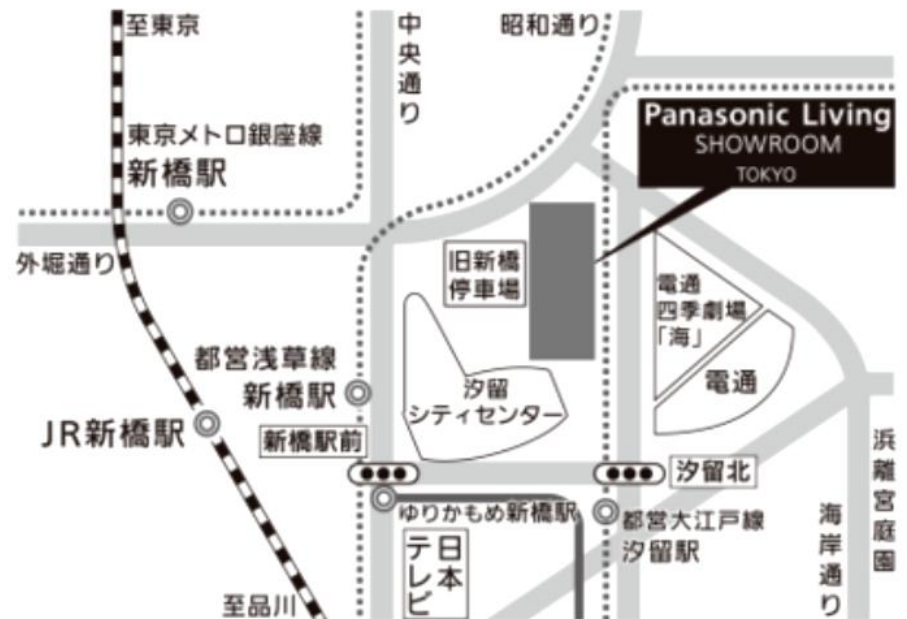 至東京
中央通り
昭和通り
Panasonic Living
SHOWROOM
TOKYO
東京メトロ銀座線
新橋駅
外堀通り
旧新橋
停車場
電通
四季劇場
「海」
電通
都営浅草線
新橋駅
汐留
シティセンター
JR新橋駅
新橋駅前
汐留北
浜離宮庭園
ゆりかもめ新橋駅
都営大江戸線
汐留駅
海岸通り
日本
テレビ
至品川